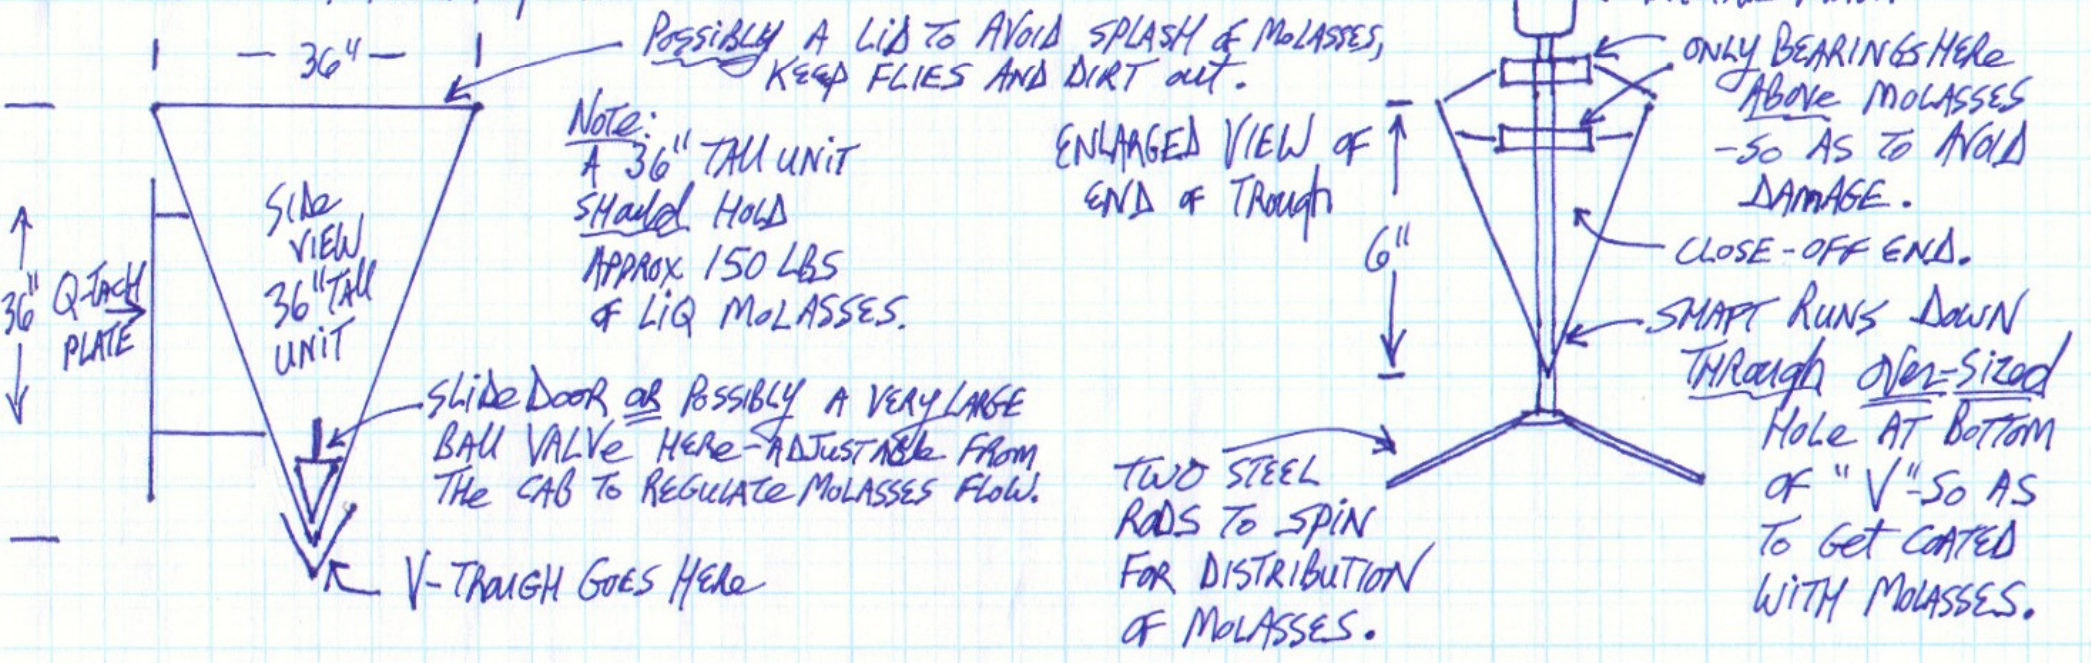 — 36" —
POSSIBLY A LID TO AVOID SPLASH OF MOLASSES,
KEEP FLIES AND DIRT OUT.
NOTE:
A 36" TALL UNIT
SHOULD HOLD
APPROX 150 LBS
OF LIQ MOLASSES.
SIDE
VIEW
36" TALL
UNIT
36"
Q-TACH
PLATE
SLIDE DOOR OR POSSIBLY A VERY LARGE
BALL VALVE HERE - ADJUSTABLE FROM
THE CAB TO REGULATE MOLASSES FLOW.
V-TROUGH GOES HERE
ENLARGED VIEW OF
END OF TROUGH
6"
ONLY BEARINGS HERE
ABOVE MOLASSES
- SO AS TO AVOID
DAMAGE.
CLOSE-OFF END.
SHAFT RUNS DOWN
THROUGH OVER-SIZED
HOLE AT BOTTOM
OF "V" - SO AS
TO GET COATED
WITH MOLASSES.
TWO STEEL
RODS TO SPIN
FOR DISTRIBUTION
OF MOLASSES.